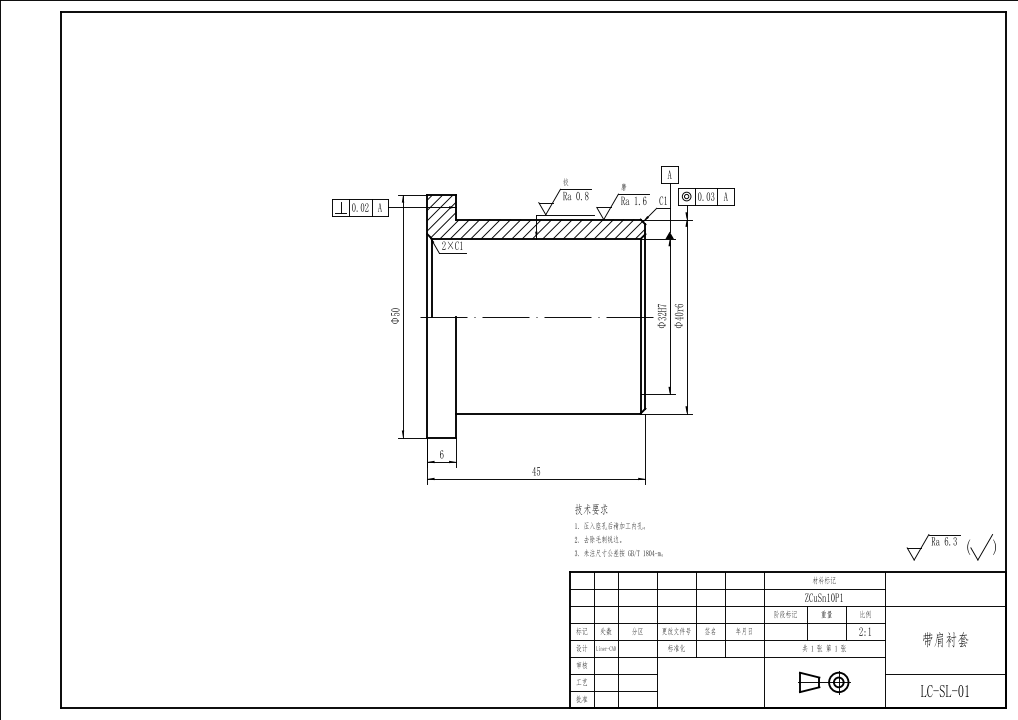 铰
Ra 0.8
磨
Ra 1.6
C1
A
0.03 A
0.02 A
2×C1
Φ50
Φ32H7
Φ40r6
6
45
技术要求
1. 压入座孔后精加工内孔。
2. 去除毛刺锐边。
3. 未注尺寸公差按 GB/T 1804-m。
Ra 6.3 ( )
材料标记
ZCuSn10P1
阶段标记 重量 比例
标记 处数 分区 更改文件号 签名 年月日 2:1
设计 标准化 共 1 张 第 1 张
审核
工艺
批准
带肩衬套
LC-SL-01